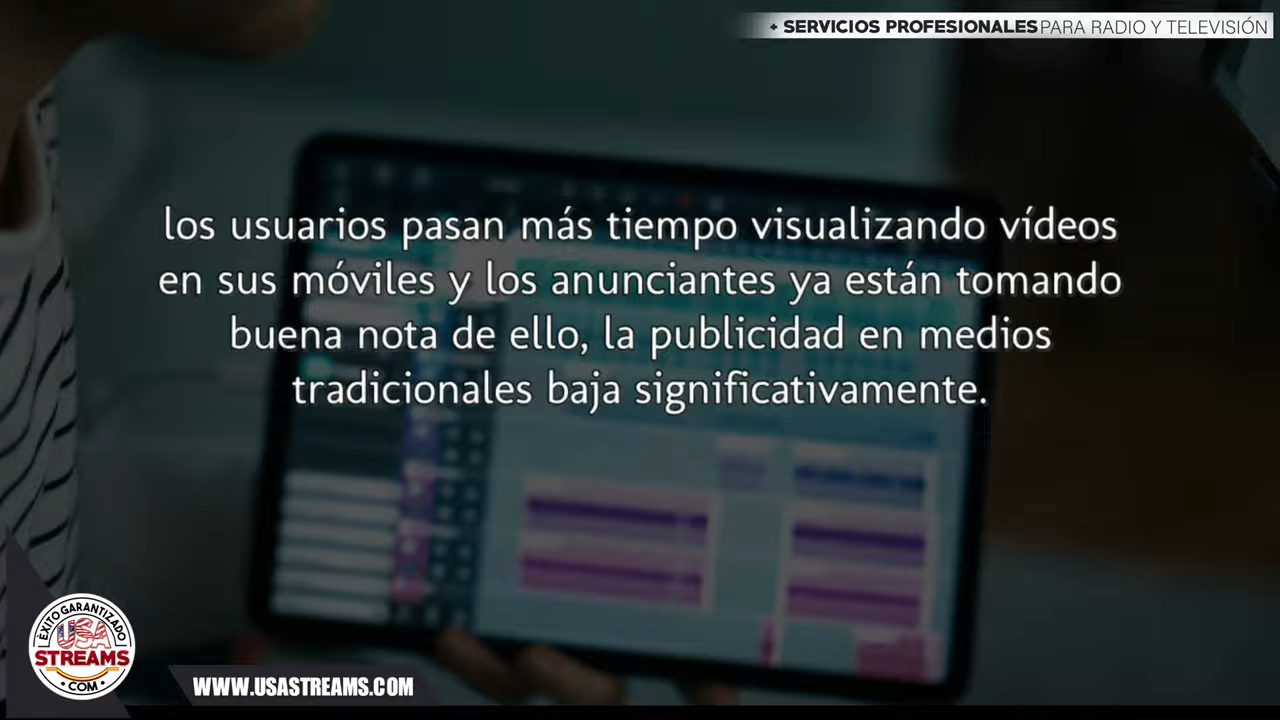 + SERVICIOS PROFESIONALES PARA RADIO Y TELEVISIÓN
los usuarios pasan más tiempo visualizando vídeos
en sus móviles y los anunciantes ya están tomando
buena nota de ello, la publicidad en medios
tradicionales baja significativamente.
ÉXITO GARANTIZADO
USA
STREAMS
• COM •
WWW.USASTREAMS.COM